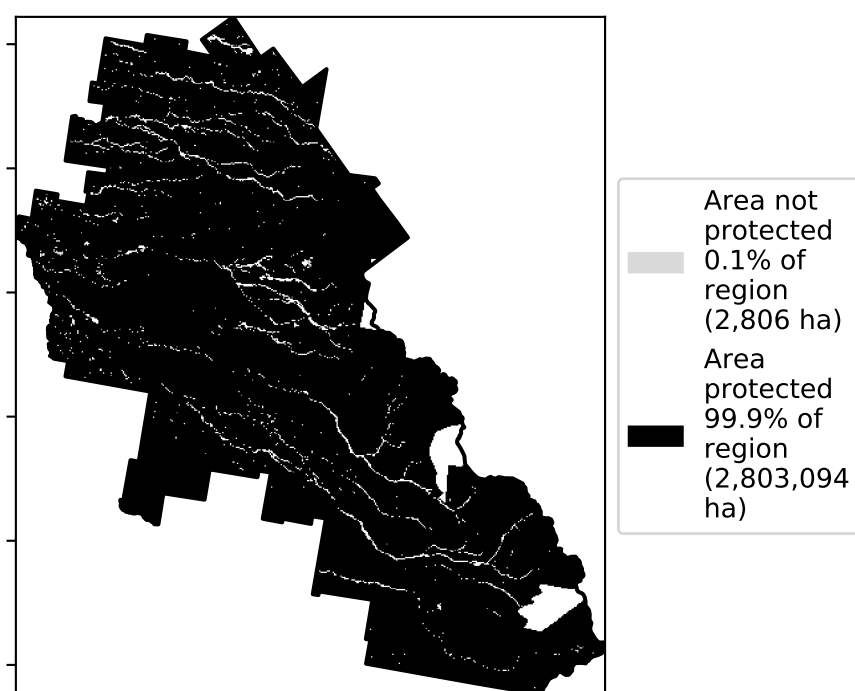 Area not
protected
0.1% of
region
(2,806 ha)
Area
protected
99.9% of
region
(2,803,094
ha)